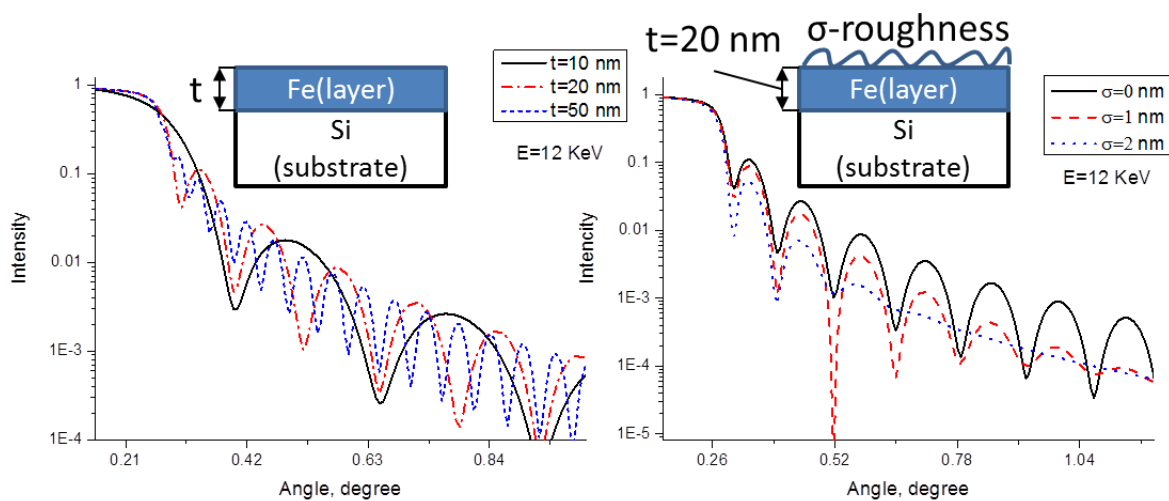 t
Fe(layer)
Si
(substrate)
t=10 nm
t=20 nm
t=50 nm
E=12 KeV
1
0.1
0.01
1E-3
1E-4
Intensity
0.21
0.42
0.63
0.84
Angle, degree
σ-roughness
t=20 nm
Fe(layer)
Si
(substrate)
σ=0 nm
σ=1 nm
σ=2 nm
E=12 KeV
1
0.1
0.01
1E-3
1E-4
1E-5
Intencity
0.26
0.52
0.78
1.04
Angle, degree